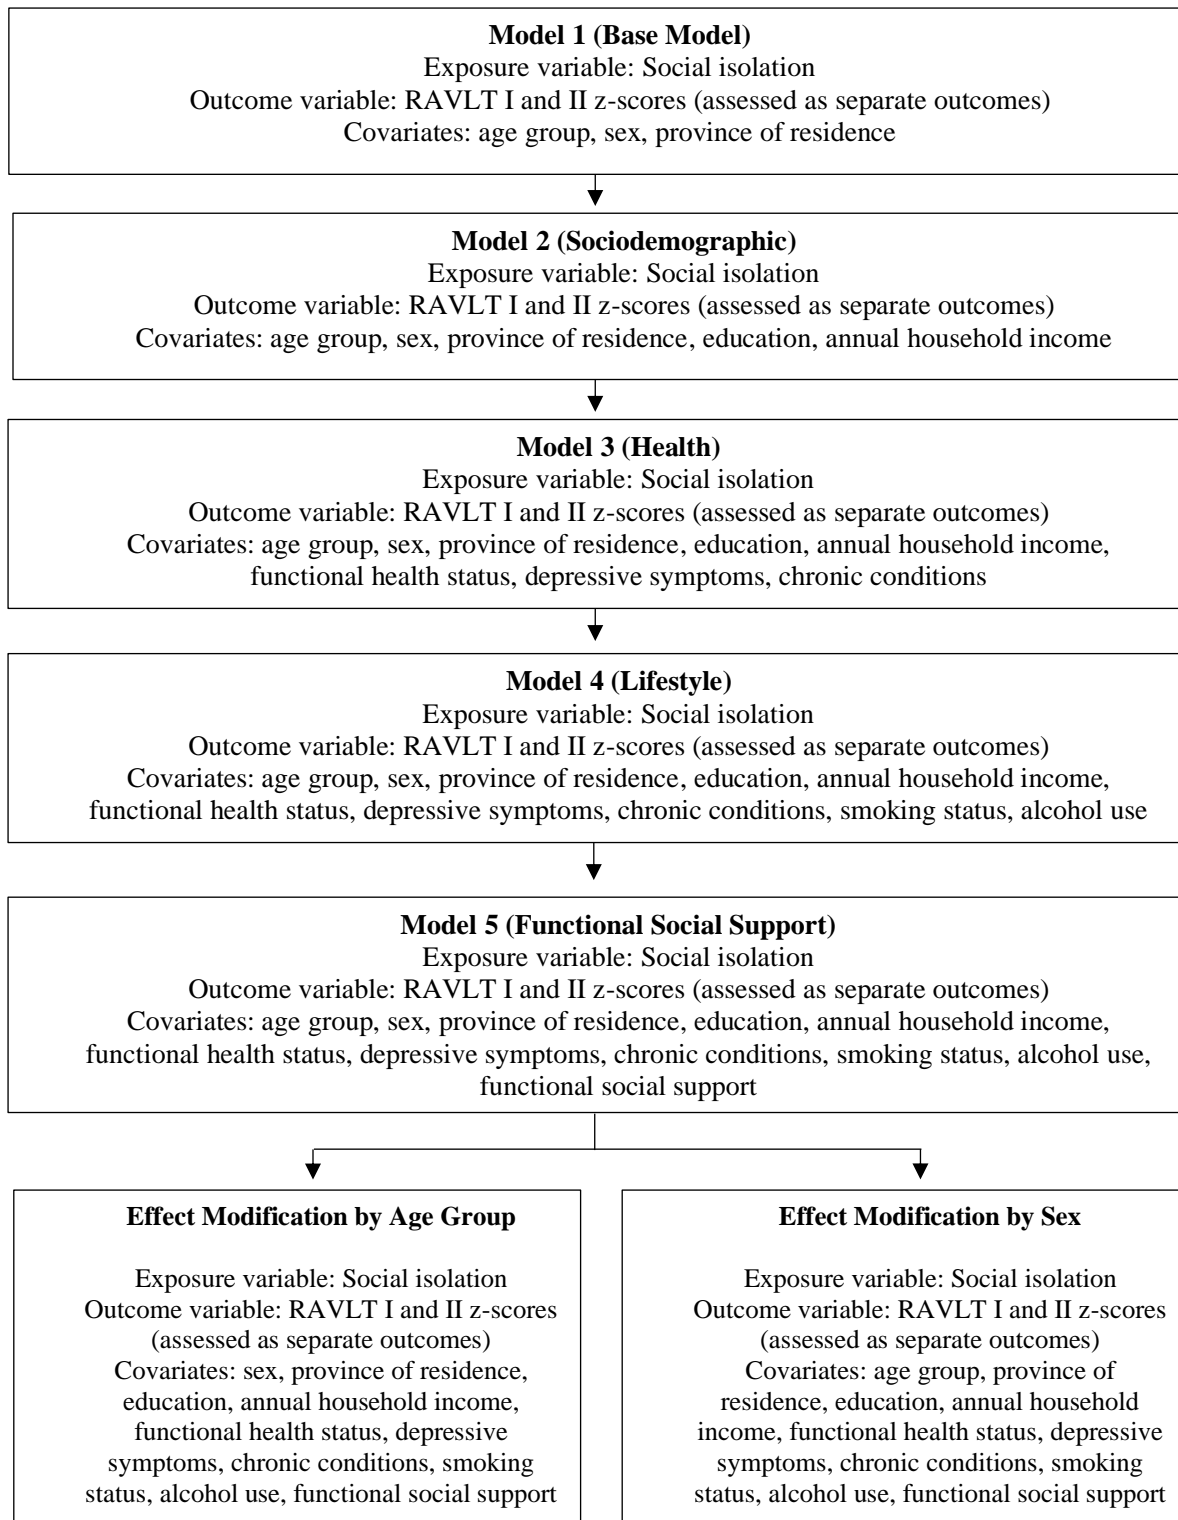 Model 1 (Base Model)
Exposure variable: Social isolation
Outcome variable: RAVLT I and II z-scores (assessed as separate outcomes)
Covariates: age group, sex, province of residence
Model 2 (Sociodemographic)
Exposure variable: Social isolation
Outcome variable: RAVLT I and II z-scores (assessed as separate outcomes)
Covariates: age group, sex, province of residence, education, annual household income
Model 3 (Health)
Exposure variable: Social isolation
Outcome variable: RAVLT I and II z-scores (assessed as separate outcomes)
Covariates: age group, sex, province of residence, education, annual household income,
functional health status, depressive symptoms, chronic conditions
Model 4 (Lifestyle)
Exposure variable: Social isolation
Outcome variable: RAVLT I and II z-scores (assessed as separate outcomes)
Covariates: age group, sex, province of residence, education, annual household income,
functional health status, depressive symptoms, chronic conditions, smoking status, alcohol use
Model 5 (Functional Social Support)
Exposure variable: Social isolation
Outcome variable: RAVLT I and II z-scores (assessed as separate outcomes)
Covariates: age group, sex, province of residence, education, annual household income,
functional health status, depressive symptoms, chronic conditions, smoking status, alcohol use,
functional social support
Effect Modification by Age Group
Exposure variable: Social isolation
Outcome variable: RAVLT I and II z-scores
(assessed as separate outcomes)
Covariates: sex, province of residence,
education, annual household income,
functional health status, depressive
symptoms, chronic conditions, smoking
status, alcohol use, functional social support
Effect Modification by Sex
Exposure variable: Social isolation
Outcome variable: RAVLT I and II z-scores
(assessed as separate outcomes)
Covariates: age group, province of
residence, education, annual household
income, functional health status, depressive
symptoms, chronic conditions, smoking
status, alcohol use, functional social support